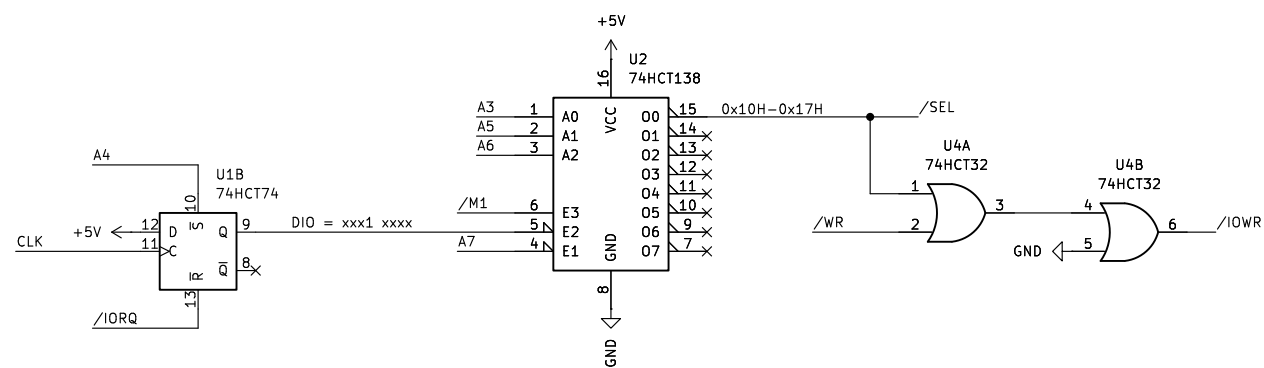 +5V
U2
74HCT138
16
VCC
A3
1
A0
A5
2
A1
A6
3
A2
/M1
6
E3
5
E2
A7
4
E1
O0
15
0x10H-0x17H
/SEL
O1
14
O2
13
O3
12
O4
11
O5
10
O6
9
O7
7
GND
8
GND
A4
U1B
74HCT74
10
S
+5V
12
D
Q
9
DIO = xxx1 xxxx
CLK
11
C
Q
8
R
13
/IORQ
U4A
74HCT32
1
/WR
2
3
U4B
74HCT32
4
GND
5
6
/IOWR